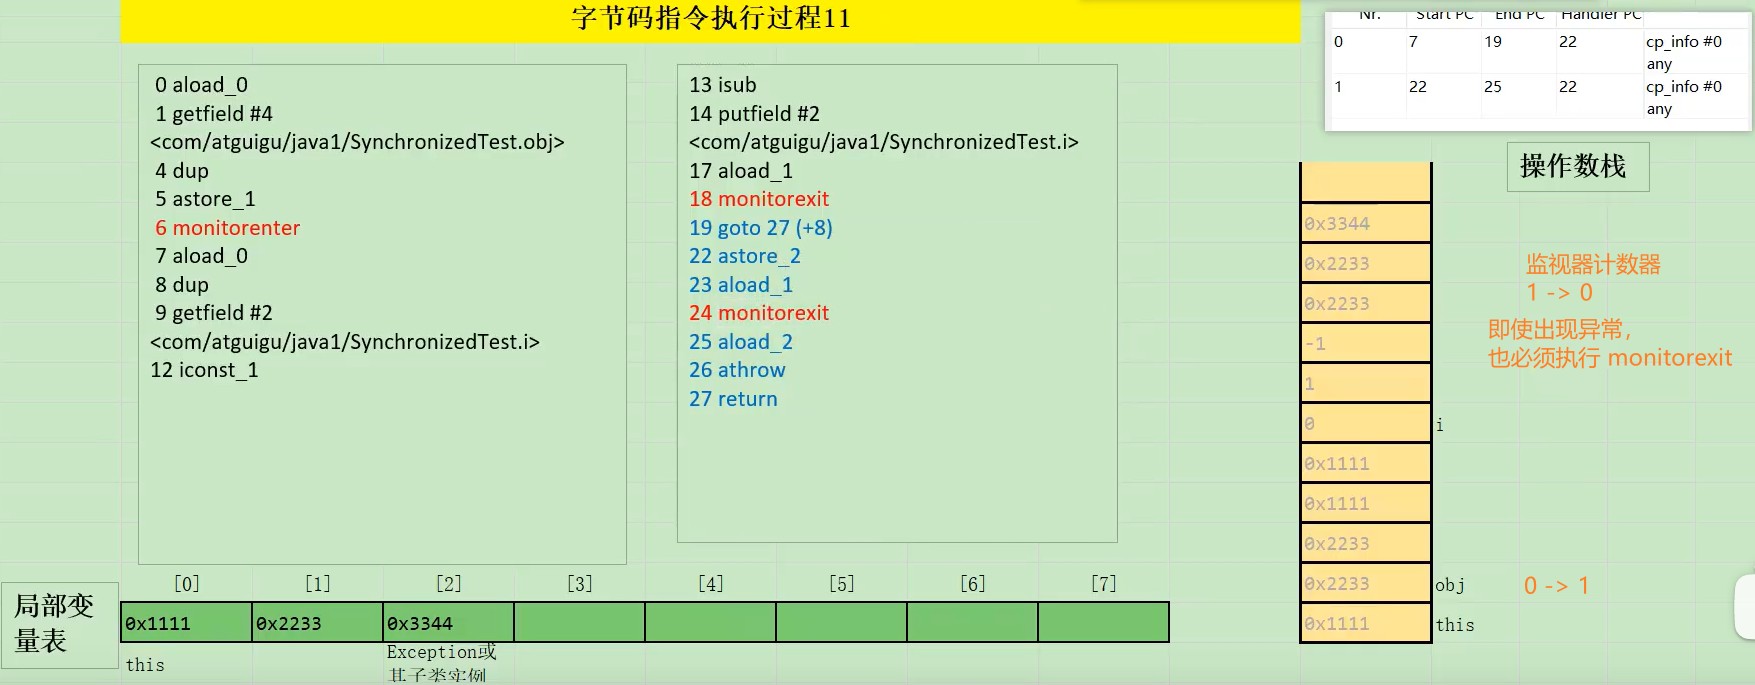 字节码指令执行过程11
0 aload_0
1 getfield #4
<com/atguigu/java1/SynchronizedTest.obj>
4 dup
5 astore_1
6 monitorenter
7 aload_0
8 dup
9 getfield #2
<com/atguigu/java1/SynchronizedTest.i>
12 iconst_1
13 isub
14 putfield #2
<com/atguigu/java1/SynchronizedTest.i>
17 aload_1
18 monitorexit
19 goto 27 (+8)
22 astore_2
23 aload_1
24 monitorexit
25 aload_2
26 athrow
27 return
Nr. Start PC End PC Handler PC
0 7 19 22 cp_info #0
any
1 22 25 22 cp_info #0
any
操作数栈
0x3344
0x2233
0x2233
-1
1
0 i
0x1111
0x1111
0x2233
0x2233 obj
0x1111 this
监视器计数器
1 -> 0
即使出现异常，
也必须执行 monitorexit
0 -> 1
局部变
量表
[0] [1] [2] [3] [4] [5] [6] [7]
0x1111 0x2233 0x3344
this
Exception或
其子类实例